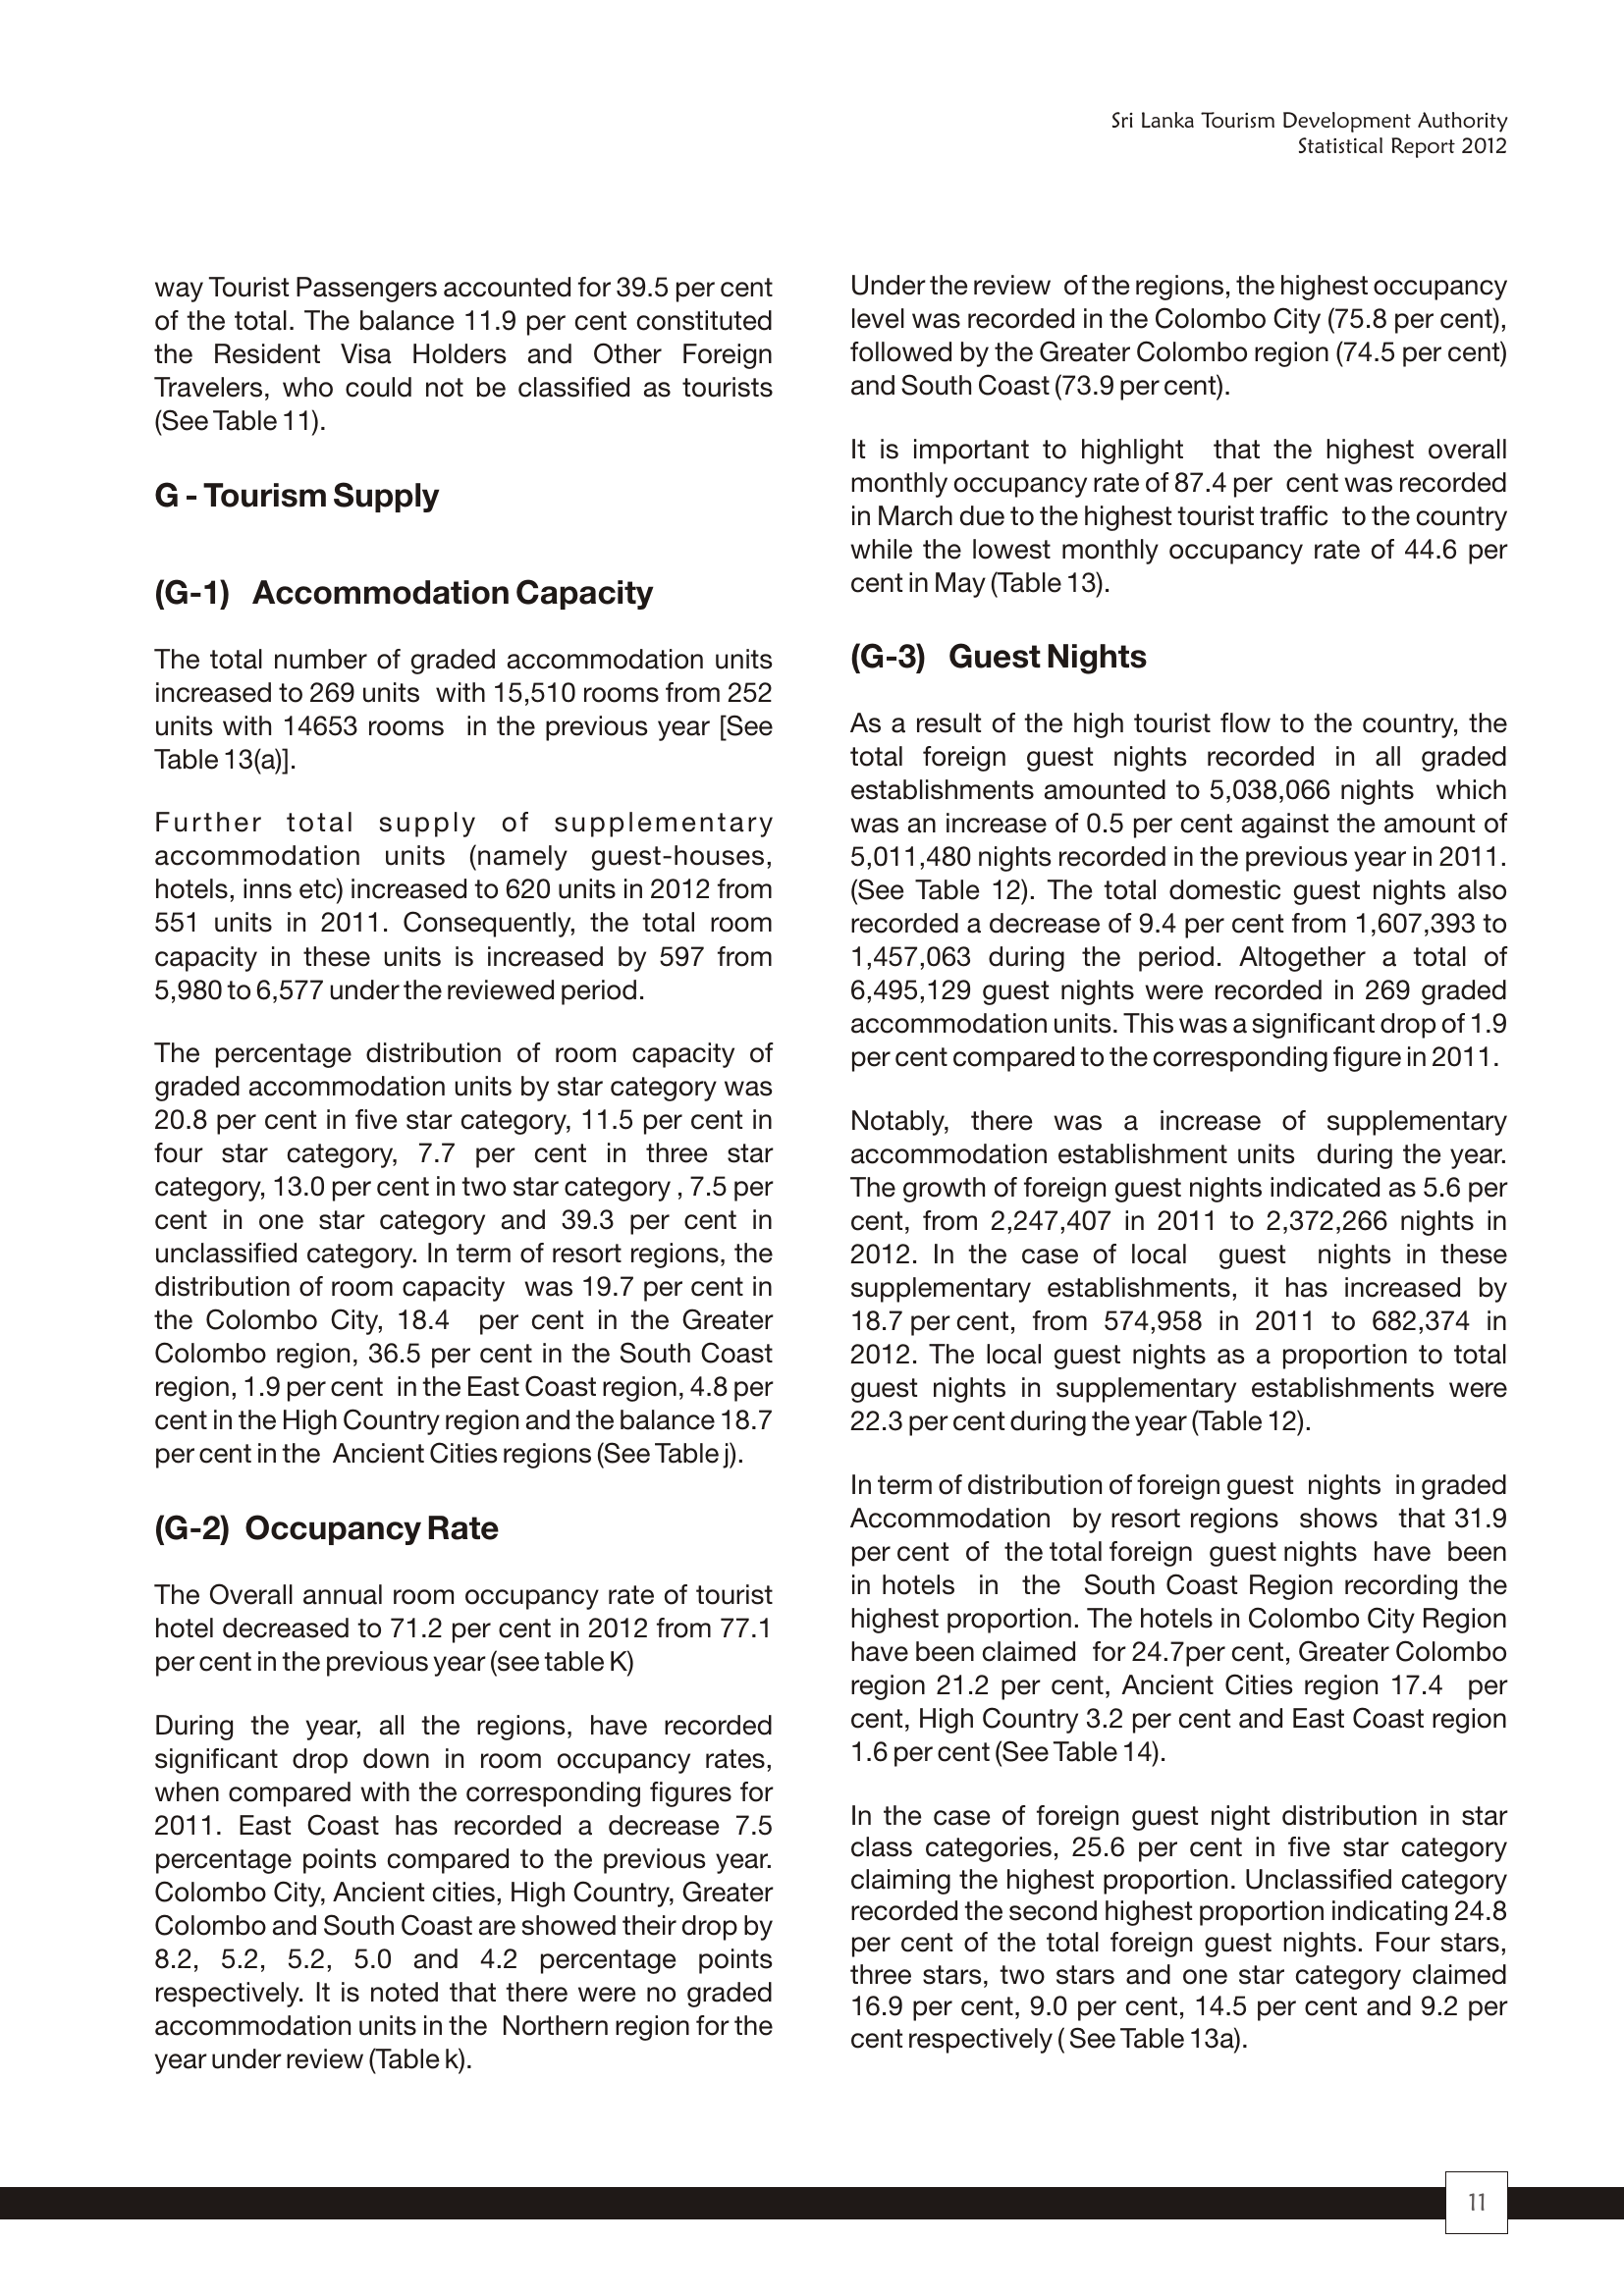 Sri Lanka Tourism Development Authority
Statistical Report 2012
way Tourist Passengers accounted for 39.5 per cent
of the total. The balance 11.9 per cent constituted
the Resident Visa Holders and Other Foreign
Travelers, who could not be classified as tourists
(See Table 11).
G - Tourism Supply
(G-1) Accommodation Capacity
The total number of graded accommodation units
increased to 269 units with 15,510 rooms from 252
units with 14653 rooms in the previous year [See
Table 13(a)].
Further total supply of supplementary
accommodation units (namely guest-houses,
hotels, inns etc) increased to 620 units in 2012 from
551 units in 2011. Consequently, the total room
capacity in these units is increased by 597 from
5,980 to 6,577 under the reviewed period.
The percentage distribution of room capacity of
graded accommodation units by star category was
20.8 per cent in five star category, 11.5 per cent in
four star category, 7.7 per cent in three star
category, 13.0 per cent in two star category , 7.5 per
cent in one star category and 39.3 per cent in
unclassified category. In term of resort regions, the
distribution of room capacity was 19.7 per cent in
the Colombo City, 18.4 per cent in the Greater
Colombo region, 36.5 per cent in the South Coast
region, 1.9 per cent in the East Coast region, 4.8 per
cent in the High Country region and the balance 18.7
per cent in the Ancient Cities regions (See Table j).
(G-2) Occupancy Rate
The Overall annual room occupancy rate of tourist
hotel decreased to 71.2 per cent in 2012 from 77.1
per cent in the previous year (see table K)
During the year, all the regions, have recorded
significant drop down in room occupancy rates,
when compared with the corresponding figures for
2011. East Coast has recorded a decrease 7.5
percentage points compared to the previous year.
Colombo City, Ancient cities, High Country, Greater
Colombo and South Coast are showed their drop by
8.2, 5.2, 5.2, 5.0 and 4.2 percentage points
respectively. It is noted that there were no graded
accommodation units in the Northern region for the
year under review (Table k).
Under the review of the regions, the highest occupancy
level was recorded in the Colombo City (75.8 per cent),
followed by the Greater Colombo region (74.5 per cent)
and South Coast (73.9 per cent).
It is important to highlight that the highest overall
monthly occupancy rate of 87.4 per cent was recorded
in March due to the highest tourist traffic to the country
while the lowest monthly occupancy rate of 44.6 per
cent in May (Table 13).
(G-3) Guest Nights
As a result of the high tourist flow to the country, the
total foreign guest nights recorded in all graded
establishments amounted to 5,038,066 nights which
was an increase of 0.5 per cent against the amount of
5,011,480 nights recorded in the previous year in 2011.
(See Table 12). The total domestic guest nights also
recorded a decrease of 9.4 per cent from 1,607,393 to
1,457,063 during the period. Altogether a total of
6,495,129 guest nights were recorded in 269 graded
accommodation units. This was a significant drop of 1.9
per cent compared to the corresponding figure in 2011.
Notably, there was a increase of supplementary
accommodation establishment units during the year.
The growth of foreign guest nights indicated as 5.6 per
cent, from 2,247,407 in 2011 to 2,372,266 nights in
2012. In the case of local guest nights in these
supplementary establishments, it has increased by
18.7 per cent, from 574,958 in 2011 to 682,374 in
2012. The local guest nights as a proportion to total
guest nights in supplementary establishments were
22.3 per cent during the year (Table 12).
In term of distribution of foreign guest nights in graded
Accommodation by resort regions shows that 31.9
per cent of the total foreign guest nights have been
in hotels in the South Coast Region recording the
highest proportion. The hotels in Colombo City Region
have been claimed for 24.7per cent, Greater Colombo
region 21.2 per cent, Ancient Cities region 17.4 per
cent, High Country 3.2 per cent and East Coast region
1.6 per cent (See Table 14).
In the case of foreign guest night distribution in star
class categories, 25.6 per cent in five star category
claiming the highest proportion. Unclassified category
recorded the second highest proportion indicating 24.8
per cent of the total foreign guest nights. Four stars,
three stars, two stars and one star category claimed
16.9 per cent, 9.0 per cent, 14.5 per cent and 9.2 per
cent respectively ( See Table 13a).
11